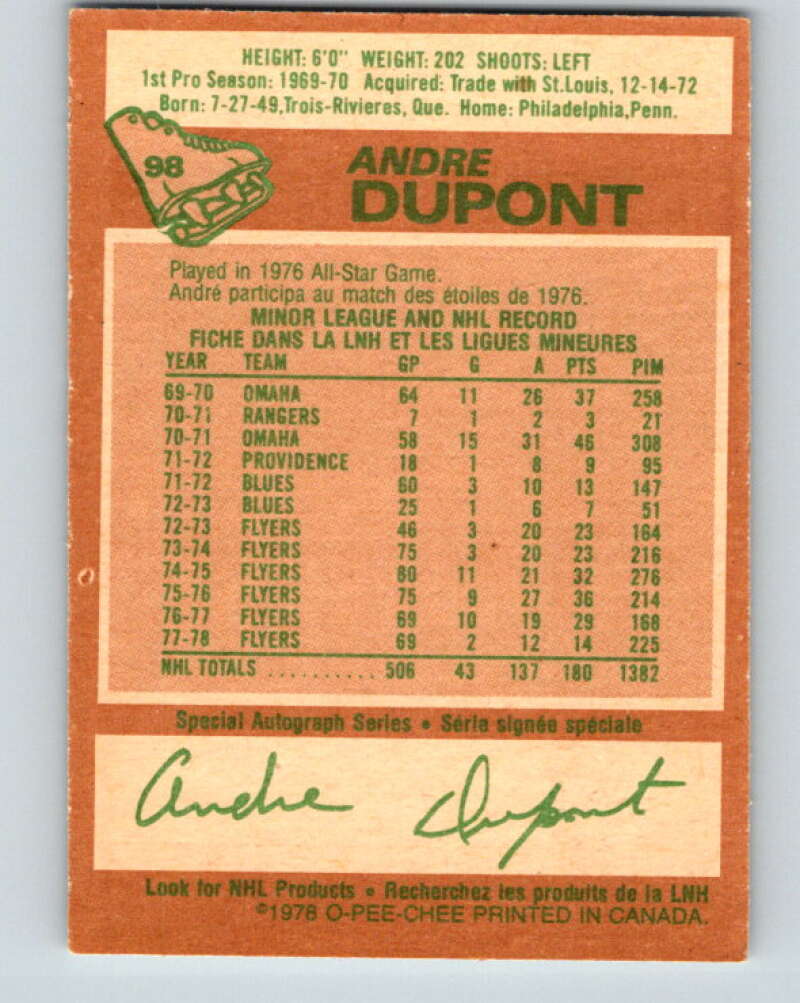 HEIGHT: 6'0" WEIGHT: 202 SHOOTS: LEFT
1st Pro Season: 1969-70 Acquired: Trade with St.Louis, 12-14-72
Born: 7-27-49,Trois-Rivieres, Que. Home: Philadelphia,Penn.
98
ANDRE
DUPONT
Played in 1976 All-Star Game.
André participa au match des étoiles de 1976.
MINOR LEAGUE AND NHL RECORD
FICHE DANS LA LNH ET LES LIGUES MINEURES
YEAR TEAM GP G A PTS PIM
69-70 OMAHA 64 11 26 37 258
70-71 RANGERS 7 1 2 3 21
70-71 OMAHA 58 15 31 46 308
71-72 PROVIDENCE 18 1 8 9 95
71-72 BLUES 60 3 10 13 147
72-73 BLUES 25 1 6 7 51
72-73 FLYERS 46 3 20 23 164
73-74 FLYERS 75 3 20 23 216
74-75 FLYERS 80 11 21 32 276
75-76 FLYERS 75 9 27 36 214
76-77 FLYERS 69 10 19 29 168
77-78 FLYERS 69 2 12 14 225
NHL TOTALS .......... 506 43 137 180 1382
Special Autograph Series • Série signée spéciale
Andre Dupont
Look for NHL Products • Recherchez les produits de la LNH
©1978 O-PEE-CHEE PRINTED IN CANADA.